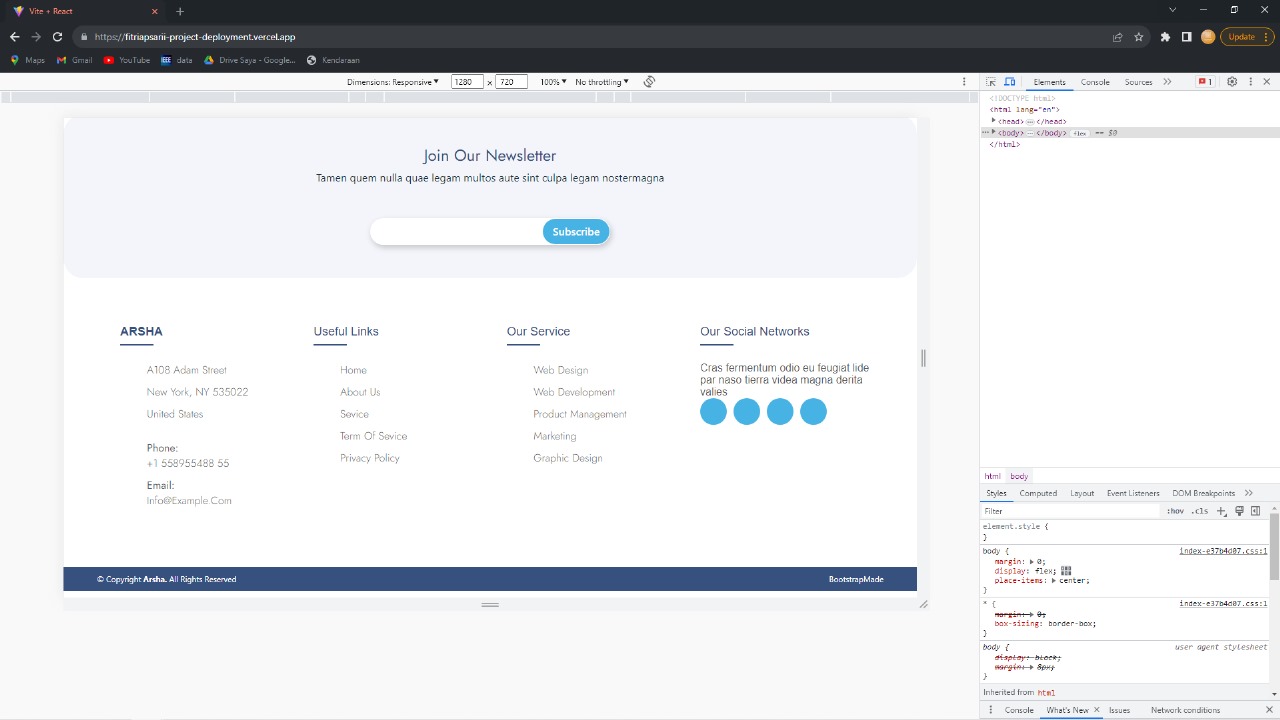 Vite + React
https://fitriapsarii-project-deployment.vercel.app
Update
Maps
Gmail
YouTube
data
Drive Saya - Google...
Kendaraan
Dimensions: Responsive
1280 x 720
100%
No throttling
Elements
Console
Sources
1
<!DOCTYPE html>
<html lang="en">
<head> </head>
<body> </body> flex == $0
</html>
Join Our Newsletter
Tamen quem nulla quae legam multos aute sint culpa legam nostermagna
Subscribe
ARSHA
A108 Adam Street
New York, NY 535022
United States
Phone:
+1 558955488 55
Email:
Info@Example.Com
Useful Links
Home
About Us
Sevice
Term Of Sevice
Privacy Policy
Our Service
Web Design
Web Development
Product Management
Marketing
Graphic Design
Our Social Networks
Cras fermentum odio eu feugiat lide
par naso tierra videa magna derita
valies
© Copyright Arsha. All Rights Reserved
BootstrapMade
html body
Styles
Computed
Layout
Event Listeners
DOM Breakpoints
Filter
:hov .cls
element.style {
}
body {
index-e37b4d07.css:1
margin: 0;
display: flex;
place-items: center;
}
* {
index-e37b4d07.css:1
margin: 0;
box-sizing: border-box;
}
body {
user agent stylesheet
display: block;
margin: 8px;
}
Inherited from html
Console
What's New
Issues
Network conditions